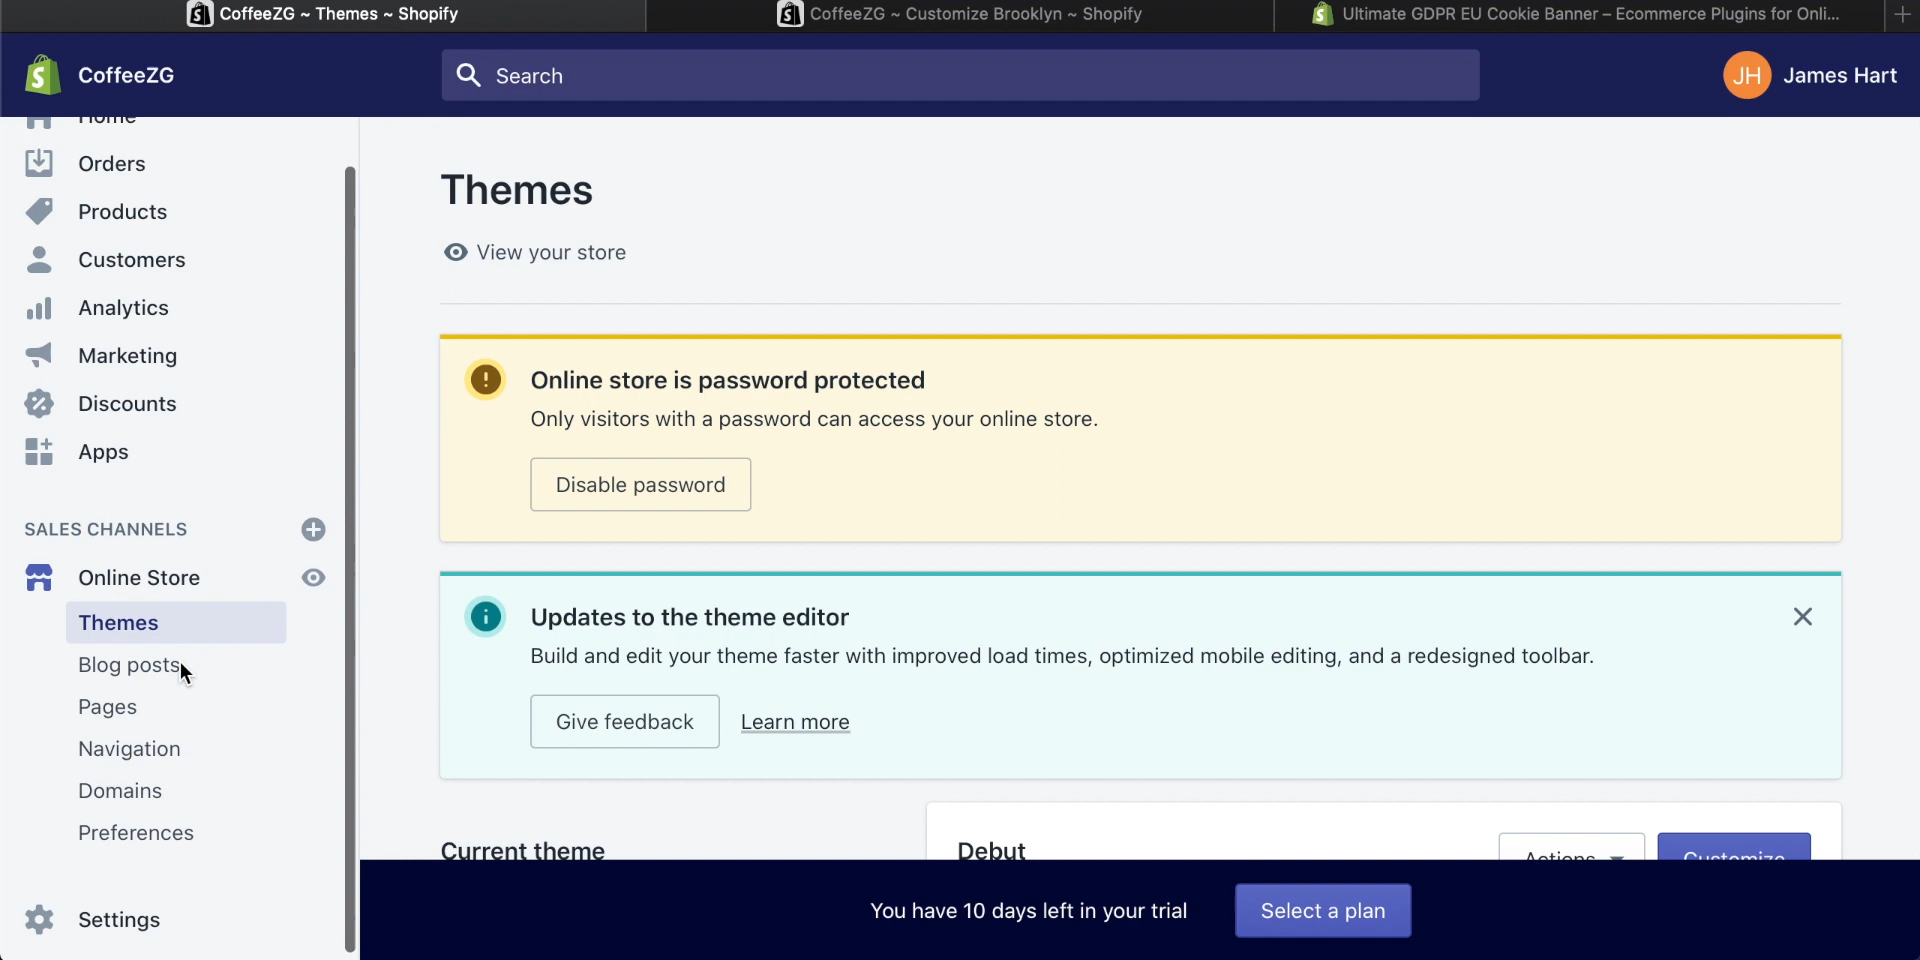 CoffeeZG ~ Themes ~ Shopify
CoffeeZG ~ Customize Brooklyn ~ Shopify
Ultimate GDPR EU Cookie Banner – Ecommerce Plugins for Onli...
CoffeeZG
Search
JH
James Hart
Home
Orders
Products
Customers
Analytics
Marketing
Discounts
Apps
SALES CHANNELS
Online Store
Themes
Blog posts
Pages
Navigation
Domains
Preferences
Settings
Themes
View your store
Online store is password protected
Only visitors with a password can access your online store.
Disable password
Updates to the theme editor
Build and edit your theme faster with improved load times, optimized mobile editing, and a redesigned toolbar.
Give feedback
Learn more
Current theme
Debut
Actions
Customize
You have 10 days left in your trial
Select a plan